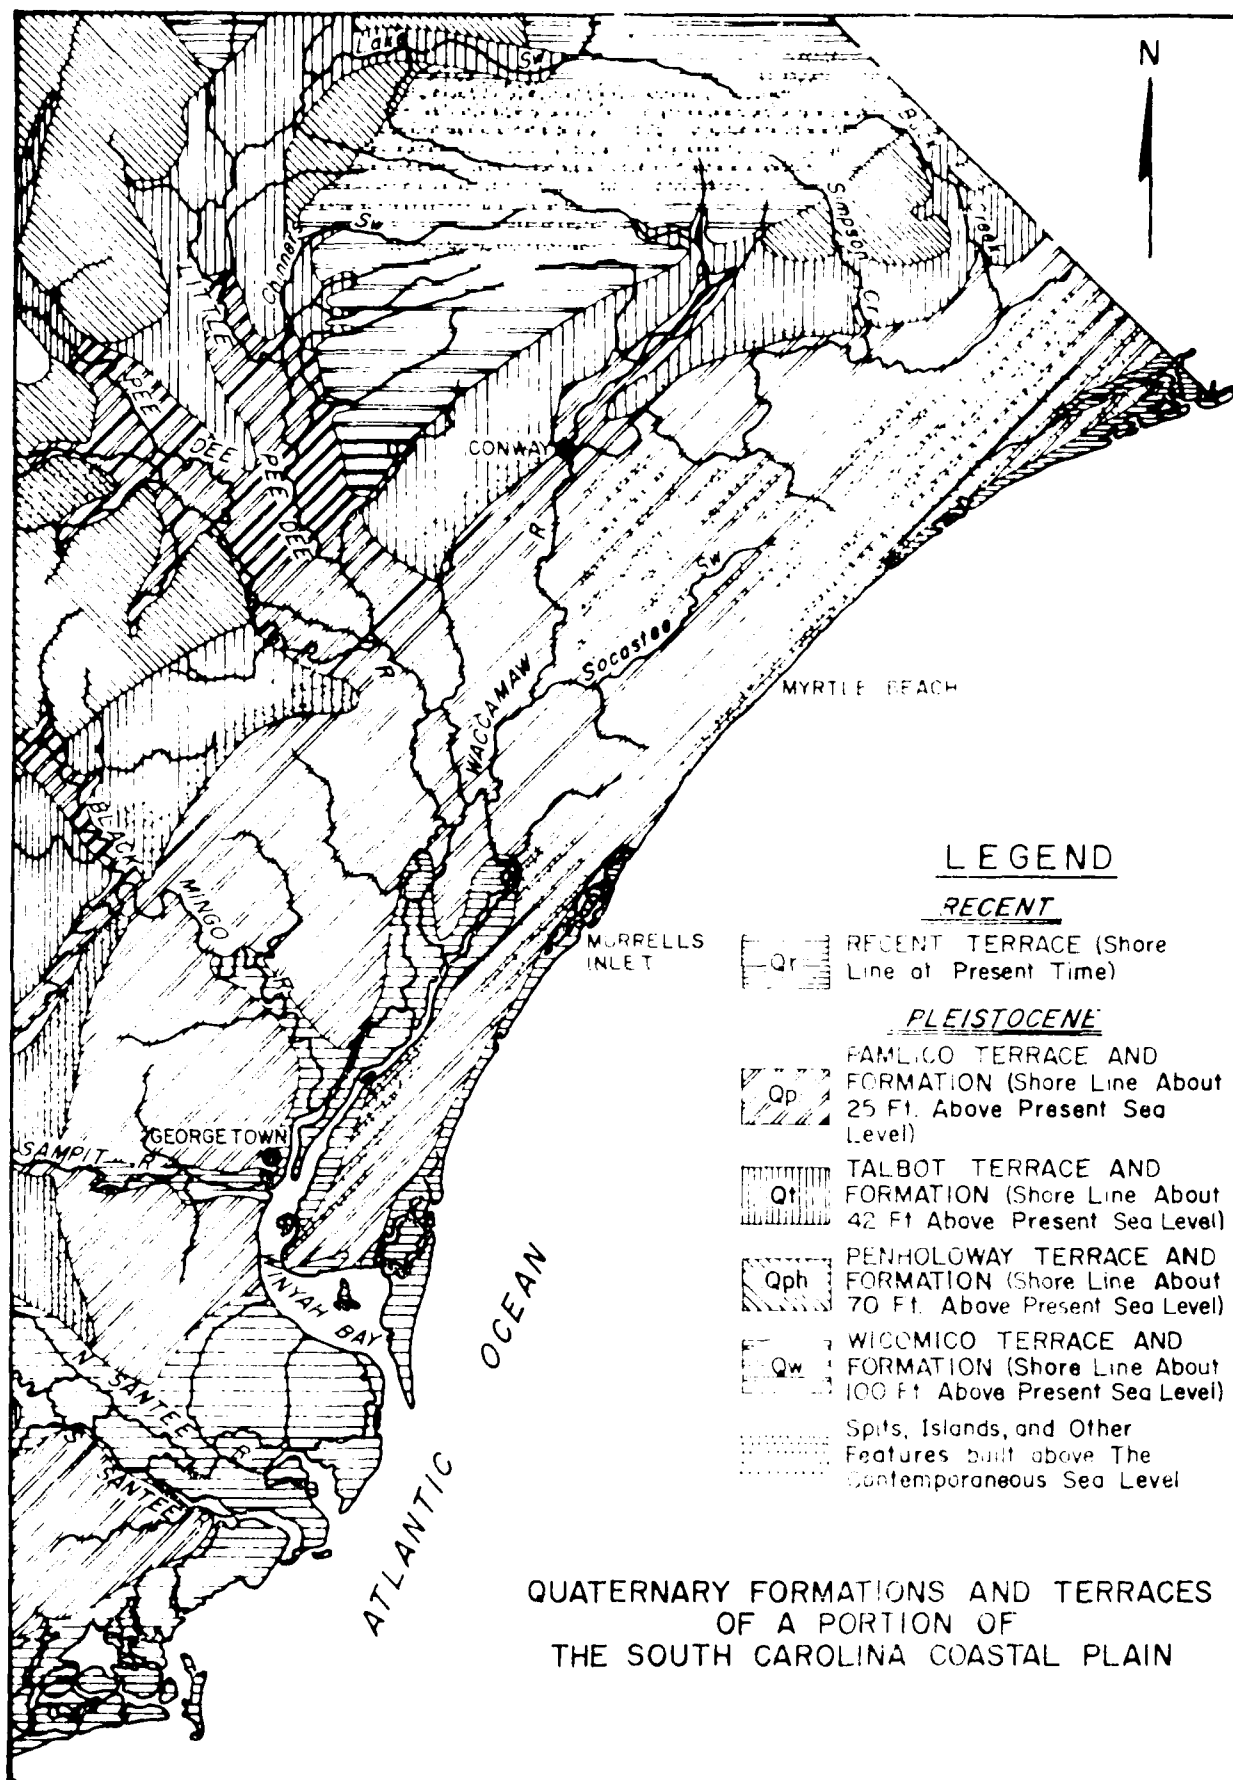 N
Lake
Sw
Buck
Creek
Simpson
Cr
Chinners
Sw
LITTLE
PEE
DEE
PEE DEE
CONWAY
R
Sw
Socastee
R
R
WACCAMAW
MYRTLE BEACH
BLACK
MINGO
R
MURRELLS
INLET
GEORGETOWN
SAMPIT R
WINYAH BAY
N SANTEE R
S SANTEE R
ATLANTIC OCEAN
LEGEND
RECENT
Qr
RECENT TERRACE (Shore
Line at Present Time)
PLEISTOCENE
Qp
PAMLICO TERRACE AND
FORMATION (Shore Line About
25 Ft. Above Present Sea
Level)
Qt
TALBOT TERRACE AND
FORMATION (Shore Line About
42 Ft Above Present Sea Level)
Qph
PENHOLOWAY TERRACE AND
FORMATION (Shore Line About
70 Ft. Above Present Sea Level)
Qw
WICOMICO TERRACE AND
FORMATION (Shore Line About
100 Ft Above Present Sea Level)
Spits, Islands, and Other
Features built above The
Contemporaneous Sea Level
QUATERNARY FORMATIONS AND TERRACES
OF A PORTION OF
THE SOUTH CAROLINA COASTAL PLAIN